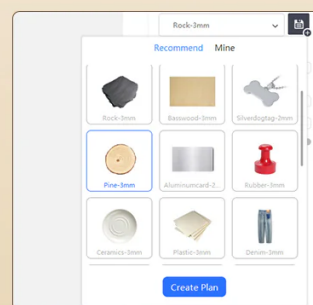 Rock-3mm
Recommend Mine
Rock-3mm Basswood-3mm Silverdogtag-2mm
Pine-3mm Aluminumcard-2... Rubber-3mm
Ceramics-3mm Plastic-3mm Denim-3mm
Create Plan